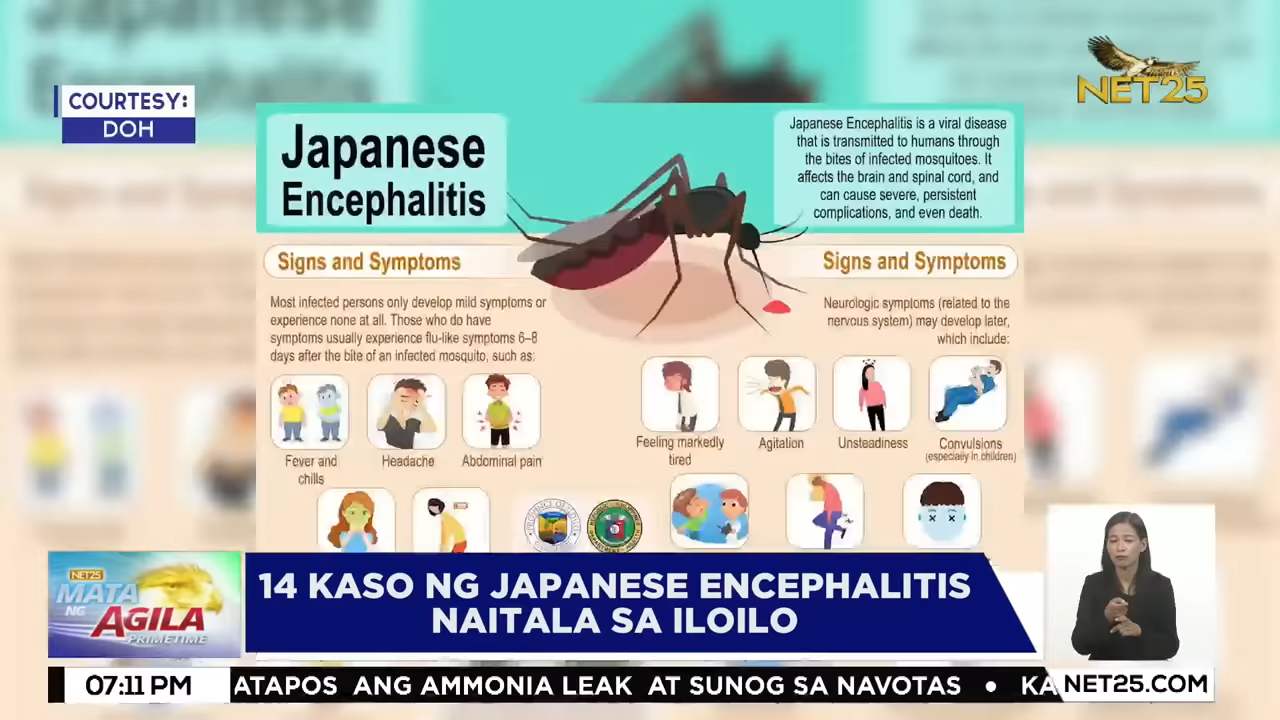 COURTESY:
DOH
NET25
Japanese
Encephalitis
Japanese Encephalitis is a viral disease
that is transmitted to humans through
the bites of infected mosquitoes. It
affects the brain and spinal cord, and
can cause severe, persistent
complications, and even death.
Signs and Symptoms
Most infected persons only develop mild symptoms or
experience none at all. Those who do have
symptoms usually experience flu-like symptoms 6–8
days after the bite of an infected mosquito, such as:
Fever and
chills
Headache
Abdominal pain
Signs and Symptoms
Neurologic symptoms (related to the
nervous system) may develop later,
which include:
Feeling markedly
tired
Agitation
Unsteadiness
Convulsions
(especially in children)
NET25
MATA
NG
AGILA
PRIMETIME
14 KASO NG JAPANESE ENCEPHALITIS
NAITALA SA ILOILO
07:11 PM
ATAPOS ANG AMMONIA LEAK AT SUNOG SA NAVOTAS • KA
NET25.COM